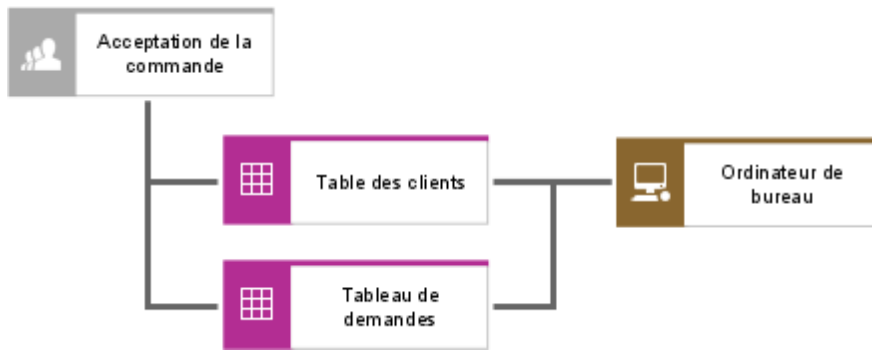 Acceptation de la
commande
Table des clients
Ordinateur de
bureau
Tableau de
demandes